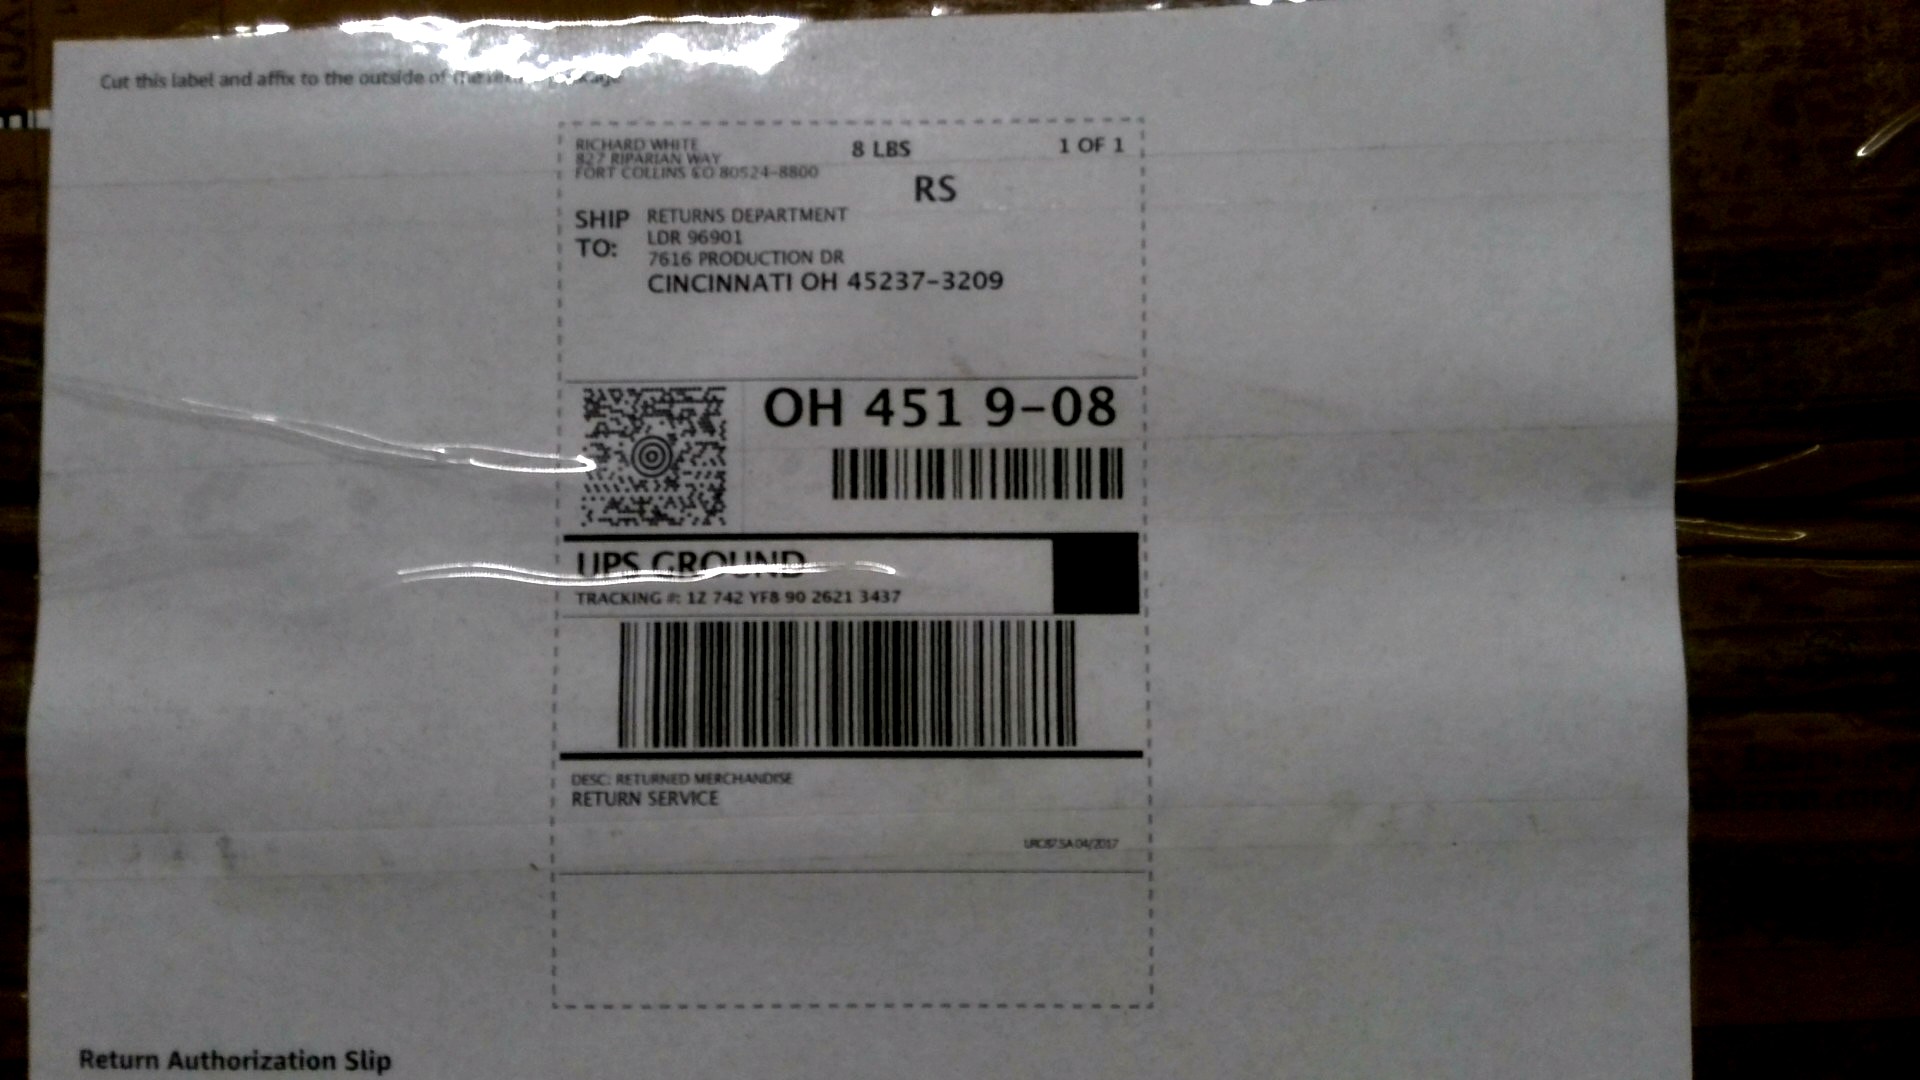 Cut this label and affix to the outside of the
RICHARD WHITE
827 RIPARIAN WAY
FORT COLLINS CO 80524-8800
8 LBS
1 OF 1
RS
SHIP TO:
RETURNS DEPARTMENT
LDR 96901
7616 PRODUCTION DR
CINCINNATI OH 45237-3209
OH 451 9-08
UPS GROUND
TRACKING #: 1Z 742 YF8 90 2621 3437
DESC: RETURNED MERCHANDISE
RETURN SERVICE
Return Authorization Slip